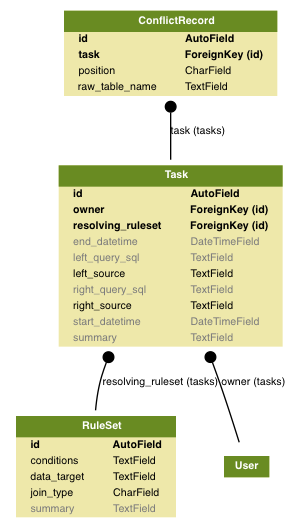 ConflictRecord
id AutoField
task ForeignKey (id)
position CharField
raw_table_name TextField
task (tasks)
Task
id AutoField
owner ForeignKey (id)
resolving_ruleset ForeignKey (id)
end_datetime DateTimeField
left_query_sql TextField
left_source TextField
right_query_sql TextField
right_source TextField
start_datetime DateTimeField
summary TextField
resolving_ruleset (tasks) owner (tasks)
RuleSet
id AutoField
conditions TextField
data_target TextField
join_type CharField
summary TextField
User